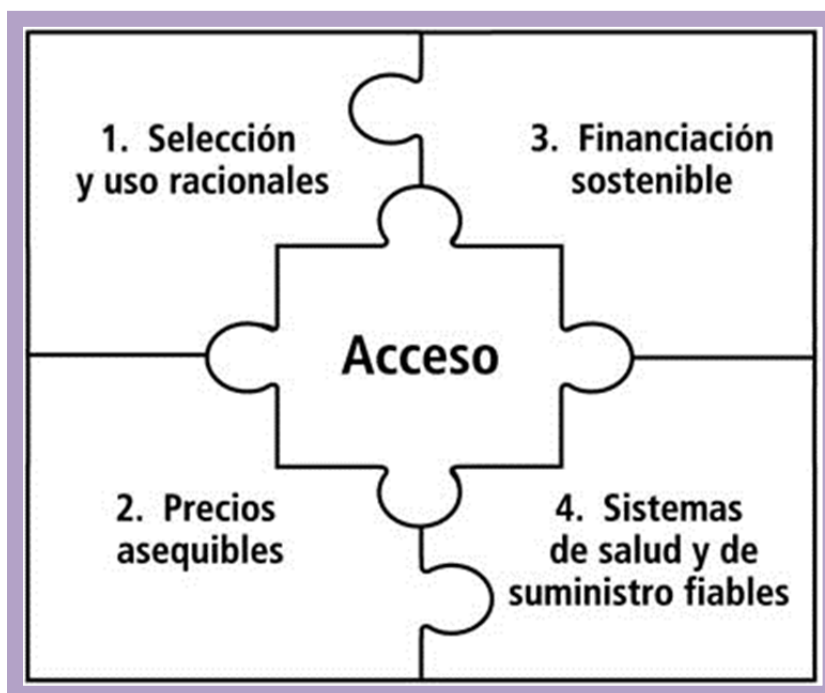 1. Selección
y uso racionales
3. Financiación
sostenible
Acceso
2. Precios
asequibles
4. Sistemas
de salud y de
suministro fiables